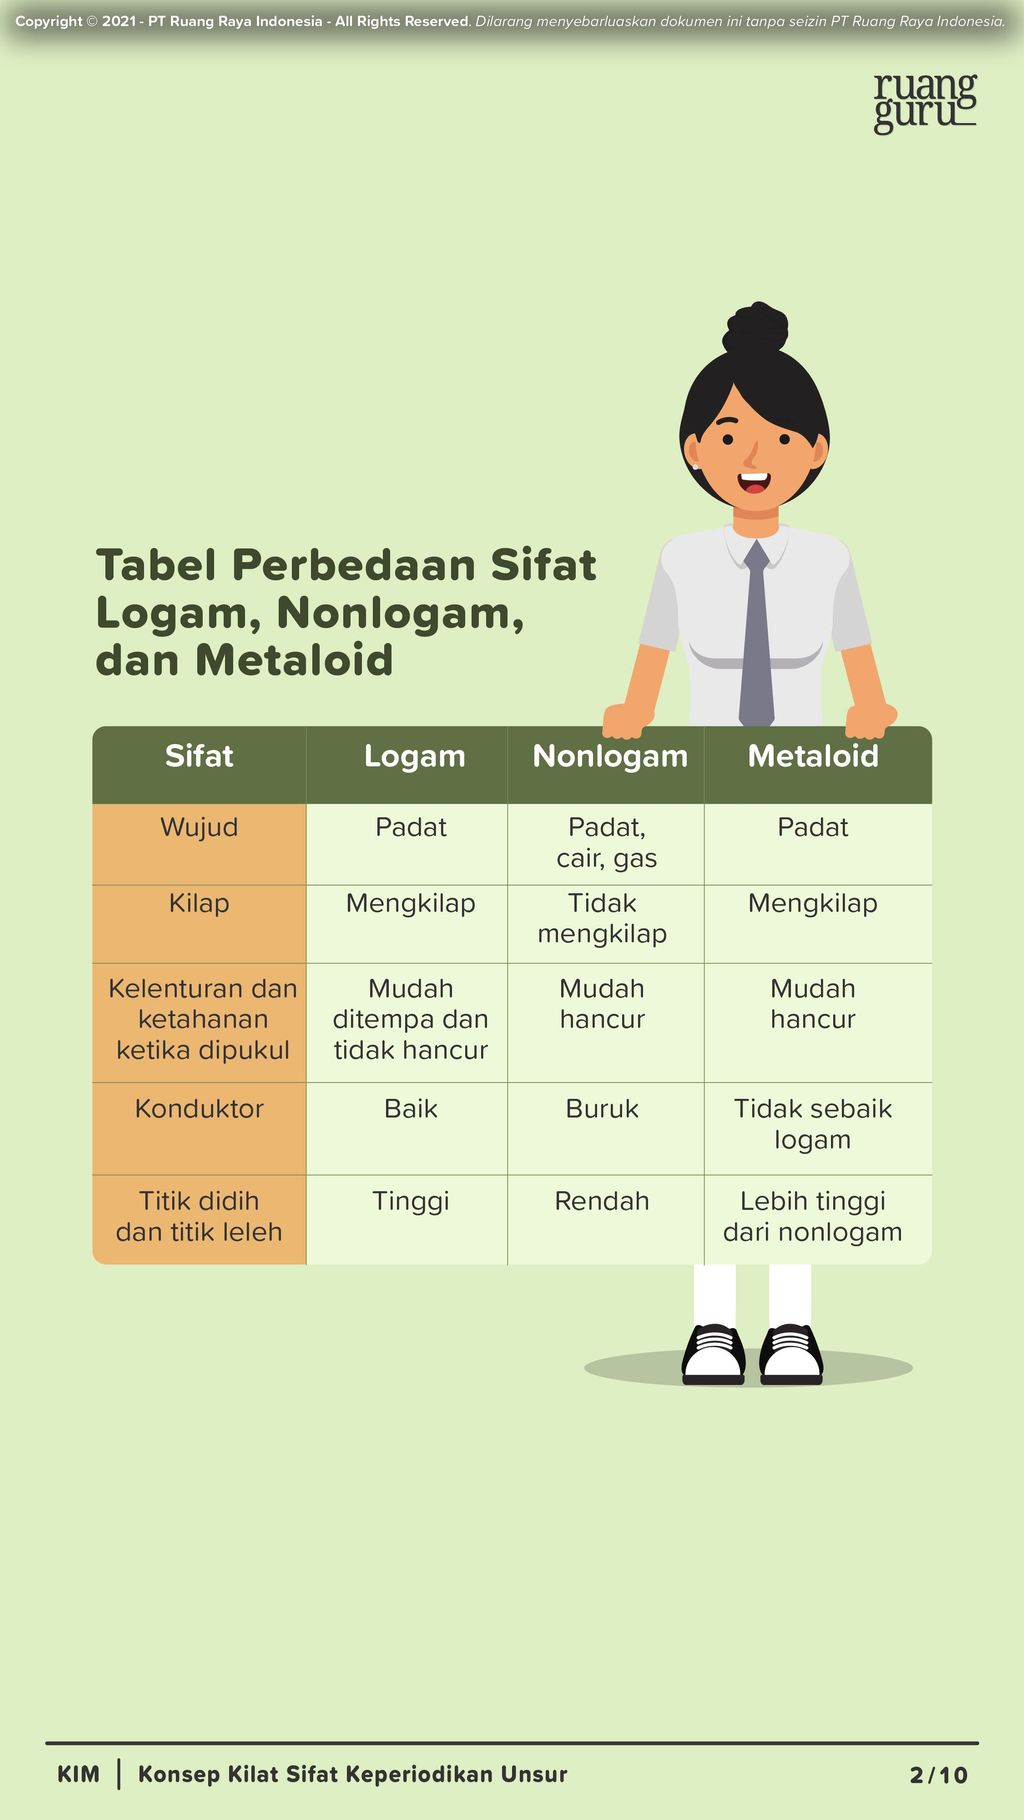 Copyright © 2021 - PT Ruang Raya Indonesia - All Rights Reserved. Dilarang menyebarluaskan dokumen ini tanpa seizin PT Ruang Raya Indonesia.
ruang
guru
Tabel Perbedaan Sifat
Logam, Nonlogam,
dan Metaloid
Sifat Logam Nonlogam Metaloid
Wujud Padat Padat, Padat
cair, gas
Kilap Mengkilap Tidak Mengkilap
mengkilap
Kelenturan dan Mudah Mudah Mudah
ketahanan ditempa dan hancur hancur
ketika dipukul tidak hancur
Konduktor Baik Buruk Tidak sebaik
logam
Titik didih Tinggi Rendah Lebih tinggi
dan titik leleh dari nonlogam
KIM | Konsep Kilat Sifat Keperiodikan Unsur 2/10